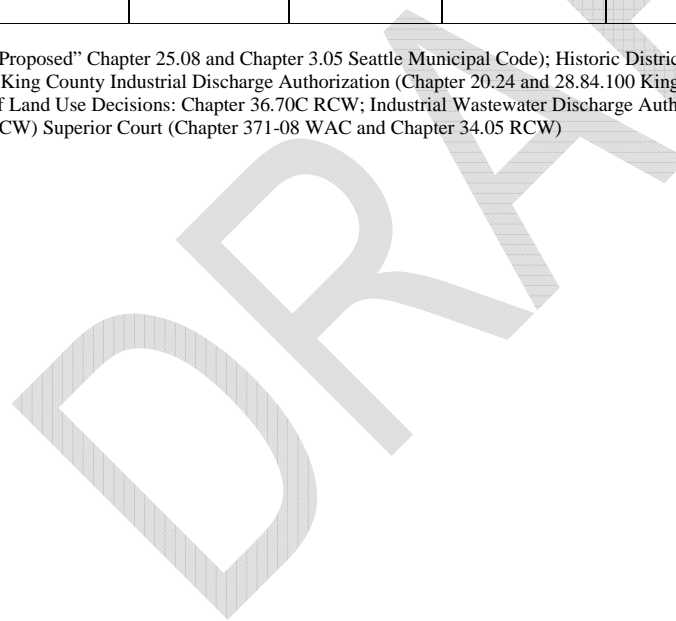 Proposed” Chapter 25.08 and Chapter 3.05 Seattle Municipal Code); Historic Distric
King County Industrial Discharge Authorization (Chapter 20.24 and 28.84.100 King
f Land Use Decisions: Chapter 36.70C RCW; Industrial Wastewater Discharge Auth
CW) Superior Court (Chapter 371-08 WAC and Chapter 34.05 RCW)
DRA